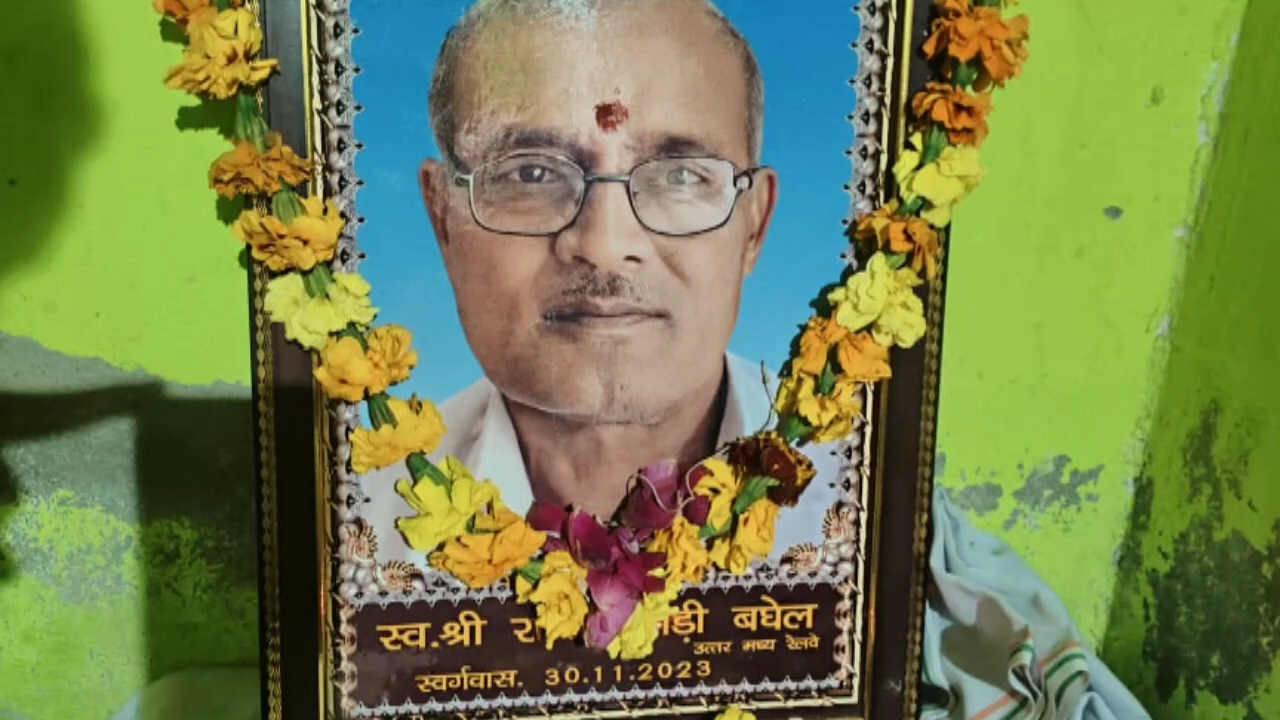 स्व.श्री बघेल
उत्तर मध्य रेलवे
स्वर्गवास. 30.11.2023